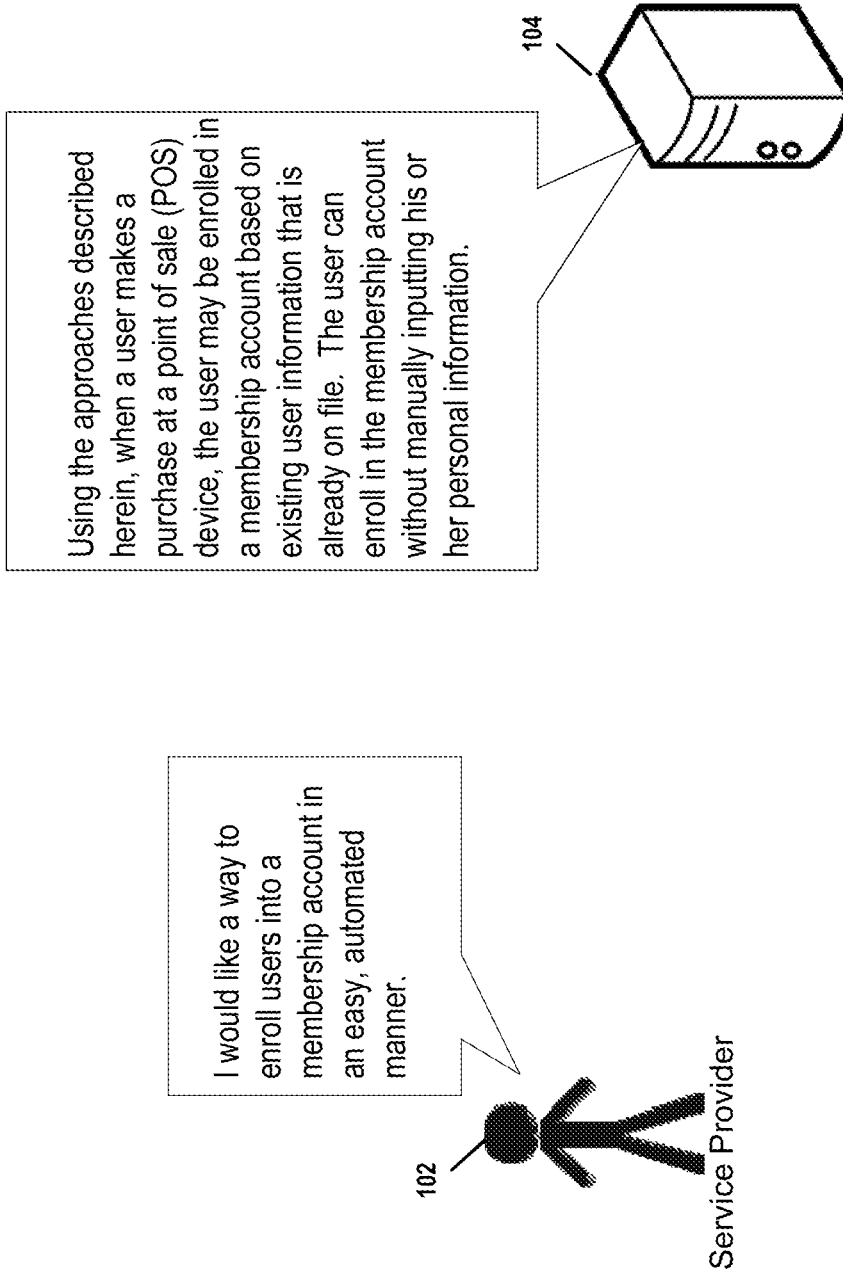 102
Service Provider
I would like a way to
enroll users into a
membership account in
an easy, automated
manner.
Using the approaches described
herein, when a user makes a
purchase at a point of sale (POS)
device, the user may be enrolled in
a membership account based on
existing user information that is
already on file. The user can
enroll in the membership account
without manually inputting his or
her personal information.
104